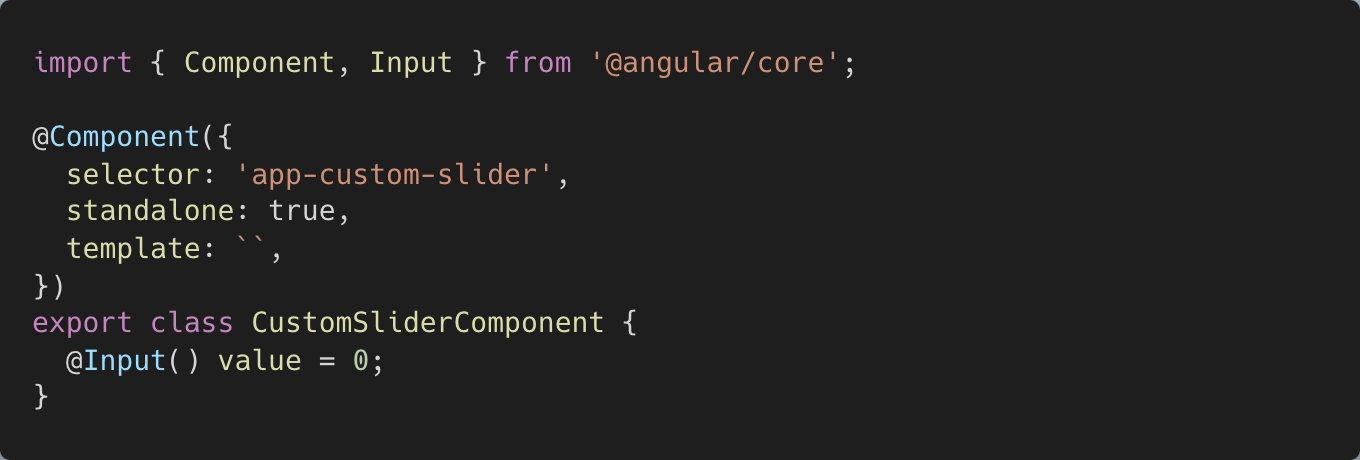 import { Component, Input } from '@angular/core';
@Component({
  selector: 'app-custom-slider',
  standalone: true,
  template: ``,
})
export class CustomSliderComponent {
  @Input() value = 0;
}